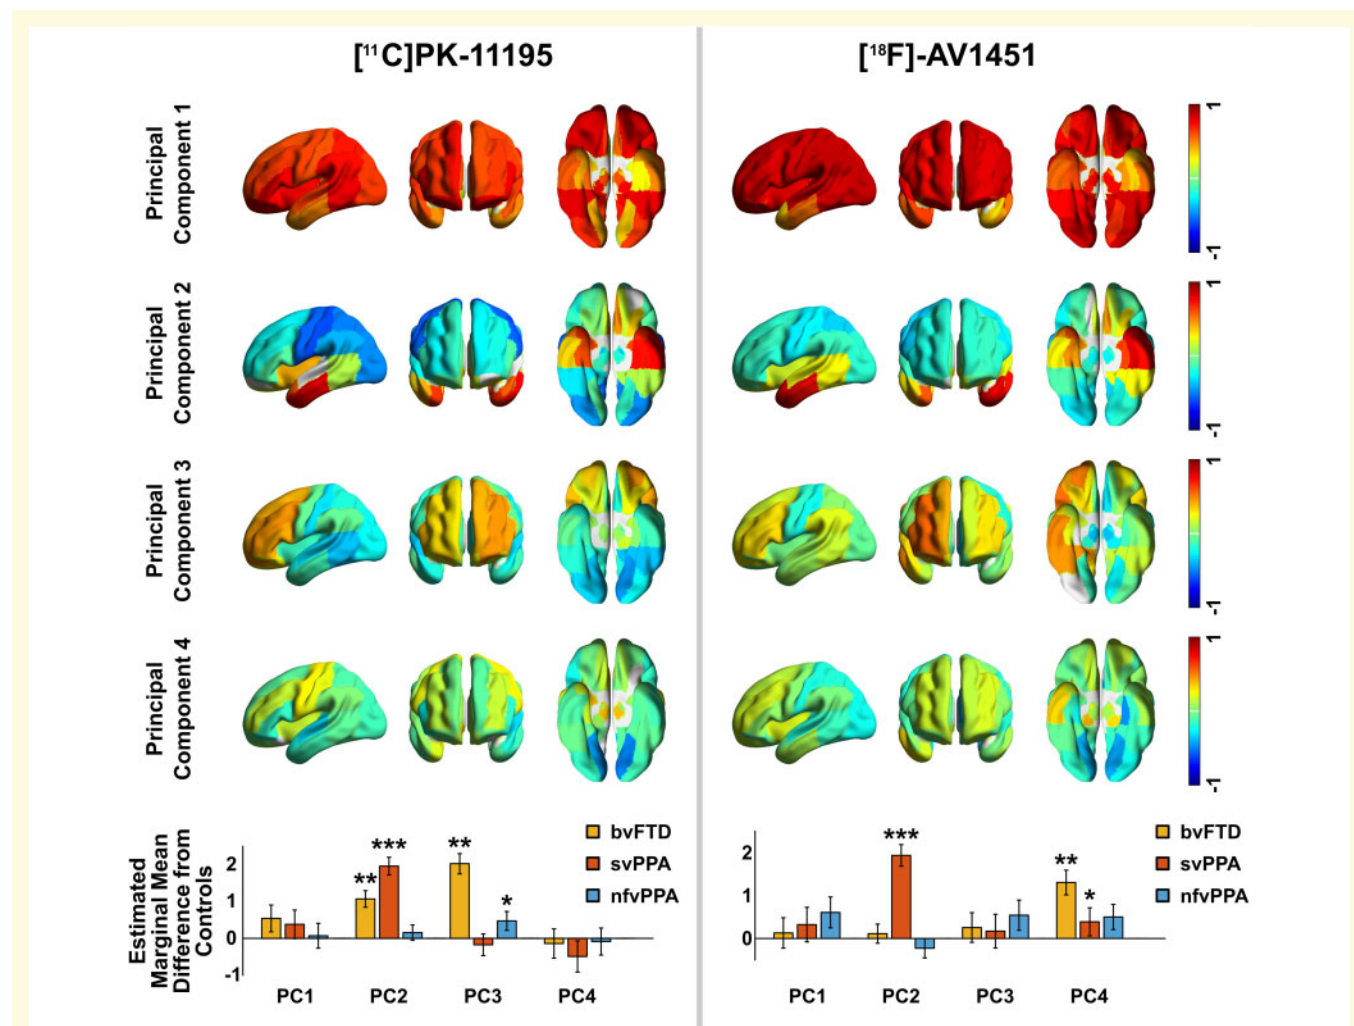 [¹¹C]PK-11195
[¹⁸F]-AV1451
Principal
Component 1
1
-1
1
-1
Principal
Component 2
1
-1
1
-1
Principal
Component 3
Principal
Component 4
Estimated
Marginal Mean
Difference from
Controls
2
1
0
-1
**
***
**
*
bvFTD
svPPA
nfvPPA
PC1
PC2
PC3
PC4
2
1
0
***
**
*
bvFTD
svPPA
nfvPPA
PC1
PC2
PC3
PC4